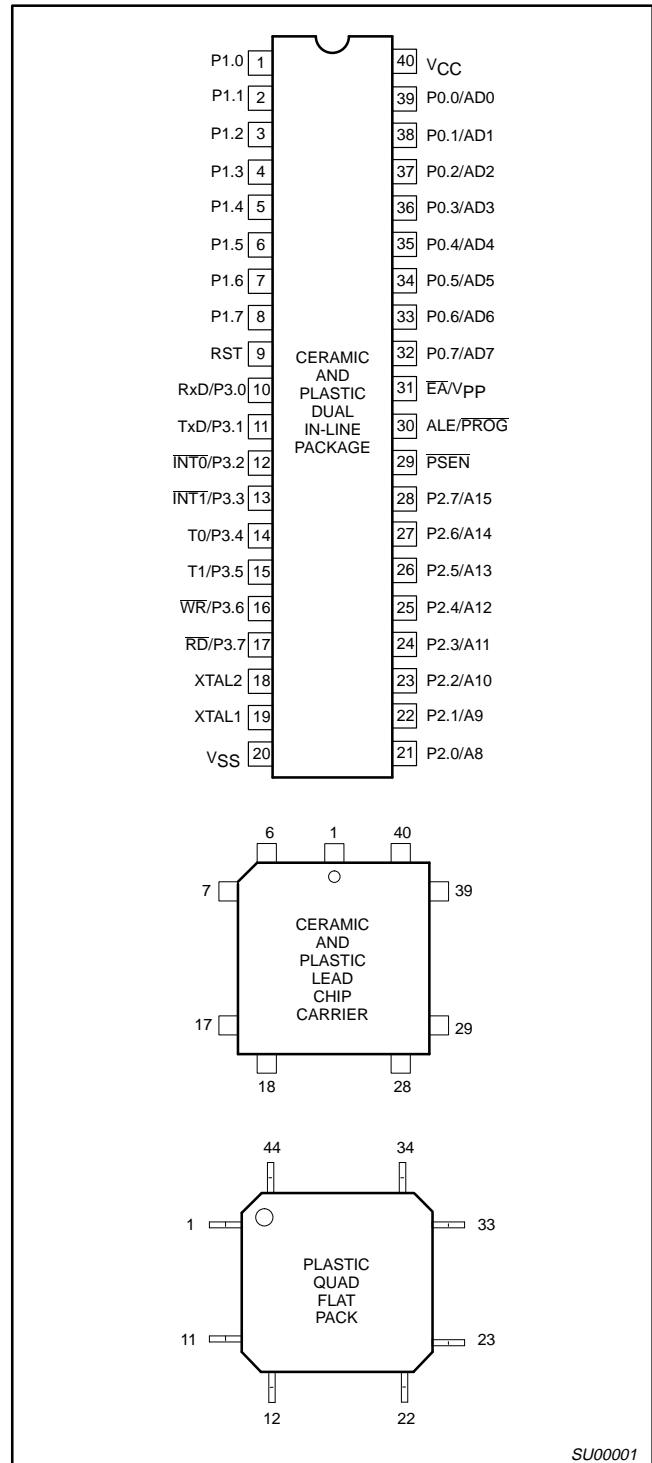 P1.0 1 40 VCC
P1.1 2 39 P0.0/AD0
P1.2 3 38 P0.1/AD1
P1.3 4 37 P0.2/AD2
P1.4 5 36 P0.3/AD3
P1.5 6 35 P0.4/AD4
P1.6 7 34 P0.5/AD5
P1.7 8 33 P0.6/AD6
RST 9 32 P0.7/AD7
RxD/P3.0 10 31 E̅A̅/VPP
TxD/P3.1 11 30 ALE/P̅R̅O̅G̅
I̅N̅T̅0̅/P3.2 12 29 P̅S̅E̅N̅
I̅N̅T̅1̅/P3.3 13 28 P2.7/A15
T0/P3.4 14 27 P2.6/A14
T1/P3.5 15 26 P2.5/A13
W̅R̅/P3.6 16 25 P2.4/A12
R̅D̅/P3.7 17 24 P2.3/A11
XTAL2 18 23 P2.2/A10
XTAL1 19 22 P2.1/A9
VSS 20 21 P2.0/A8
CERAMIC
AND
PLASTIC
DUAL
IN-LINE
PACKAGE
6 1 40
7 39
CERAMIC
AND
PLASTIC
LEAD
CHIP
CARRIER
17 29
18 28
44 34
1 33
PLASTIC
QUAD
FLAT
PACK
11 23
12 22
SU00001